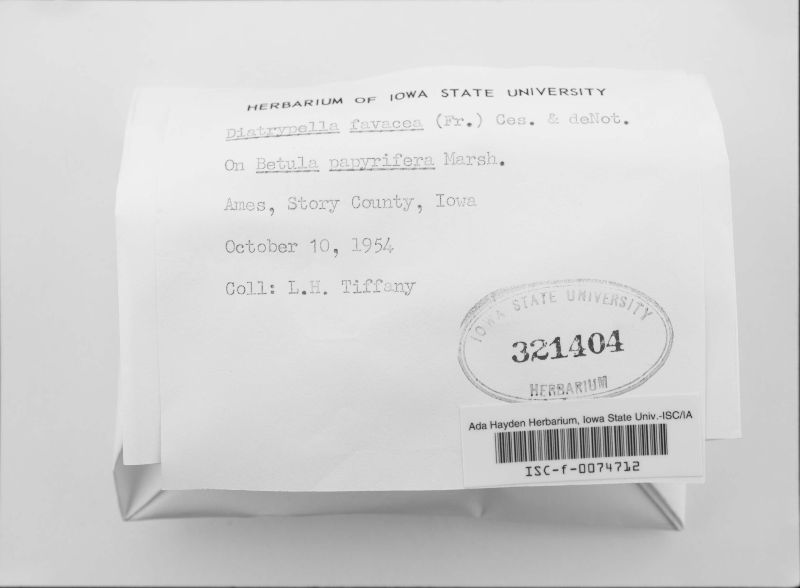 HERBARIUM OF IOWA STATE UNIVERSITY
Diatrypella favacea (Fr.) Ces. & deNot.
On Betula papyrifera Marsh.
Ames, Story County, Iowa
October 10, 1954
Coll: L.H. Tiffany
IOWA STATE UNIVERSITY
321404
HERBARIUM
Ada Hayden Herbarium, Iowa State Univ.-ISC/IA
ISC-f-0074712